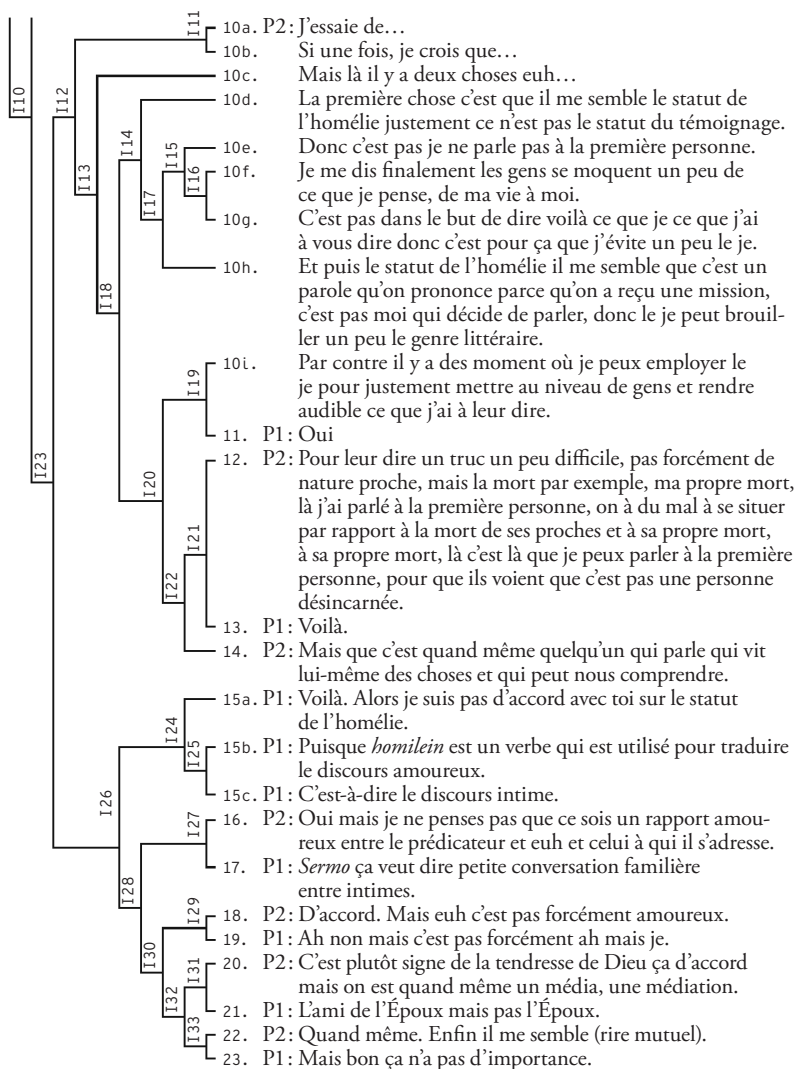 I11 10a. P2: J'essaie de…
10b. Si une fois, je crois que…
I10 I12 10c. Mais là il y a deux choses euh…
10d. La première chose c'est que il me semble le statut de
l'homélie justement ce n'est pas le statut du témoignage.
I14 I15 10e. Donc c'est pas je ne parle pas à la première personne.
I13 I16 10f. Je me dis finalement les gens se moquent un peu de
ce que je pense, de ma vie à moi.
I17 10g. C'est pas dans le but de dire voilà ce que je ce que j'ai
à vous dire donc c'est pour ça que j'évite un peu le je.
10h. Et puis le statut de l'homélie il me semble que c'est un
I18 parole qu'on prononce parce qu'on a reçu une mission,
c'est pas moi qui décide de parler, donc le je peut brouil-
ler un peu le genre littéraire.
I19 10i. Par contre il y a des moment où je peux employer le
je pour justement mettre au niveau de gens et rendre
audible ce que j'ai à leur dire.
11. P1: Oui
I23 12. P2: Pour leur dire un truc un peu difficile, pas forcément de
I20 nature proche, mais la mort par exemple, ma propre mort,
là j'ai parlé à la première personne, on à du mal à se situer
I21 par rapport à la mort de ses proches et à sa propre mort,
à sa propre mort, là c'est là que je peux parler à la première
I22 personne, pour que ils voient que c'est pas une personne
désincarnée.
13. P1: Voilà.
14. P2: Mais que c'est quand même quelqu'un qui parle qui vit
lui-même des choses et qui peut nous comprendre.
15a. P1: Voilà. Alors je suis pas d'accord avec toi sur le statut
I24 de l'homélie.
I25 15b. P1: Puisque homilein est un verbe qui est utilisé pour traduire
le discours amoureux.
I26 15c. P1: C'est-à-dire le discours intime.
I27 16. P2: Oui mais je ne penses pas que ce sois un rapport amou-
reux entre le prédicateur et euh et celui à qui il s'adresse.
17. P1: Sermo ça veut dire petite conversation familière
I28 entre intimes.
I29 18. P2: D'accord. Mais euh c'est pas forcément amoureux.
19. P1: Ah non mais c'est pas forcément ah mais je.
I30 I31 20. P2: C'est plutôt signe de la tendresse de Dieu ça d'accord
mais on est quand même un média, une médiation.
I32 21. P1: L'ami de l'Époux mais pas l'Époux.
I33 22. P2: Quand même. Enfin il me semble (rire mutuel).
23. P1: Mais bon ça n'a pas d'importance.